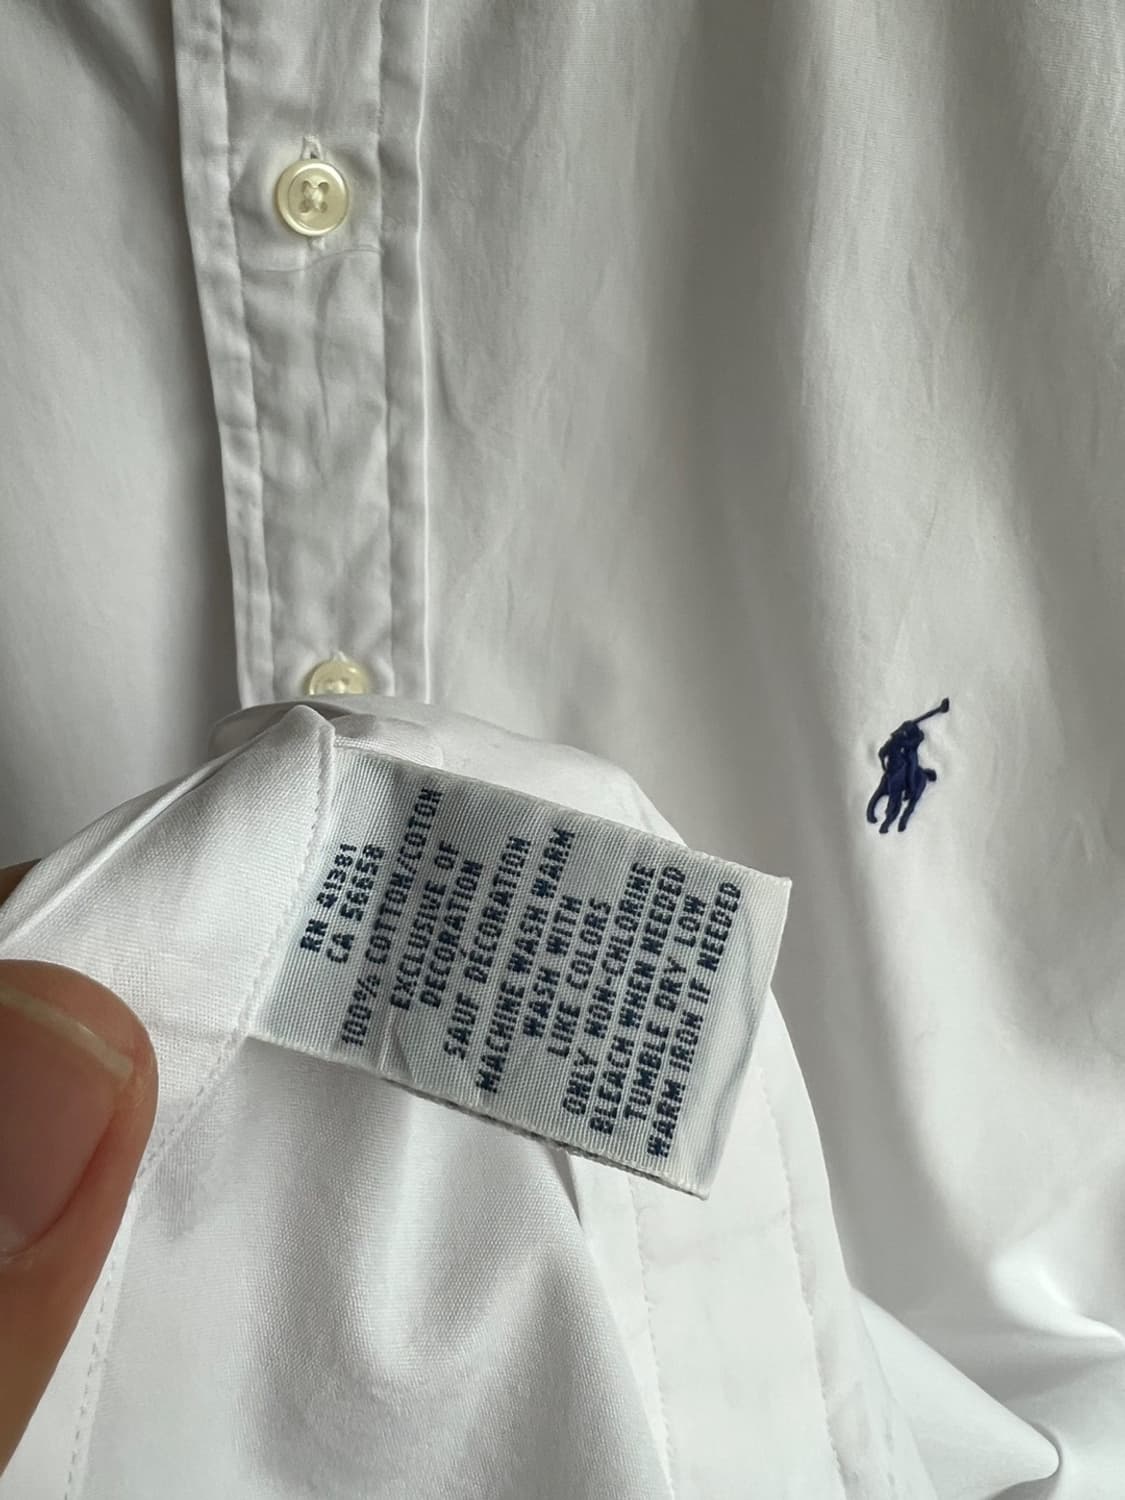 RN 41381
CA 56858
100% COTTON/COTON
EXCLUSIVE OF
DECORATION
SAUF DECORATION
MACHINE WASH WARM
WASH WITH
LIKE COLORS
ONLY NON-CHLORINE
BLEACH WHEN NEEDED
TUMBLE DRY LOW
WARM IRON IF NEEDED